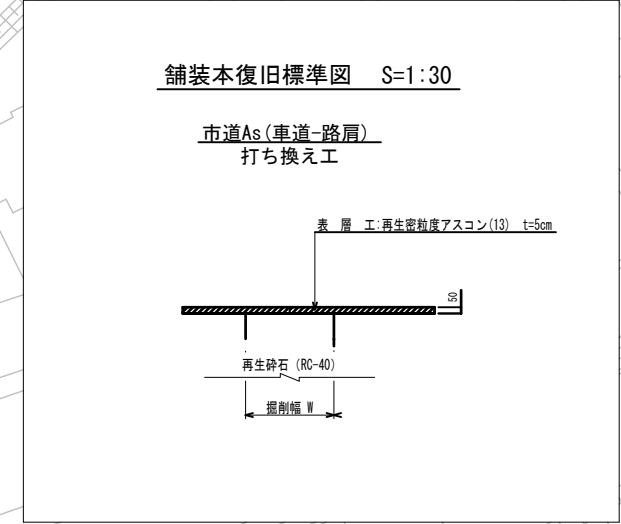 舗装本復旧標準図 S=1:30
市道As(車道-路肩)
打ち換え工
表 層 工:再生密粒度アスコン(13) t=5cm
50
再生砕石 (RC-40)
掘削幅 W